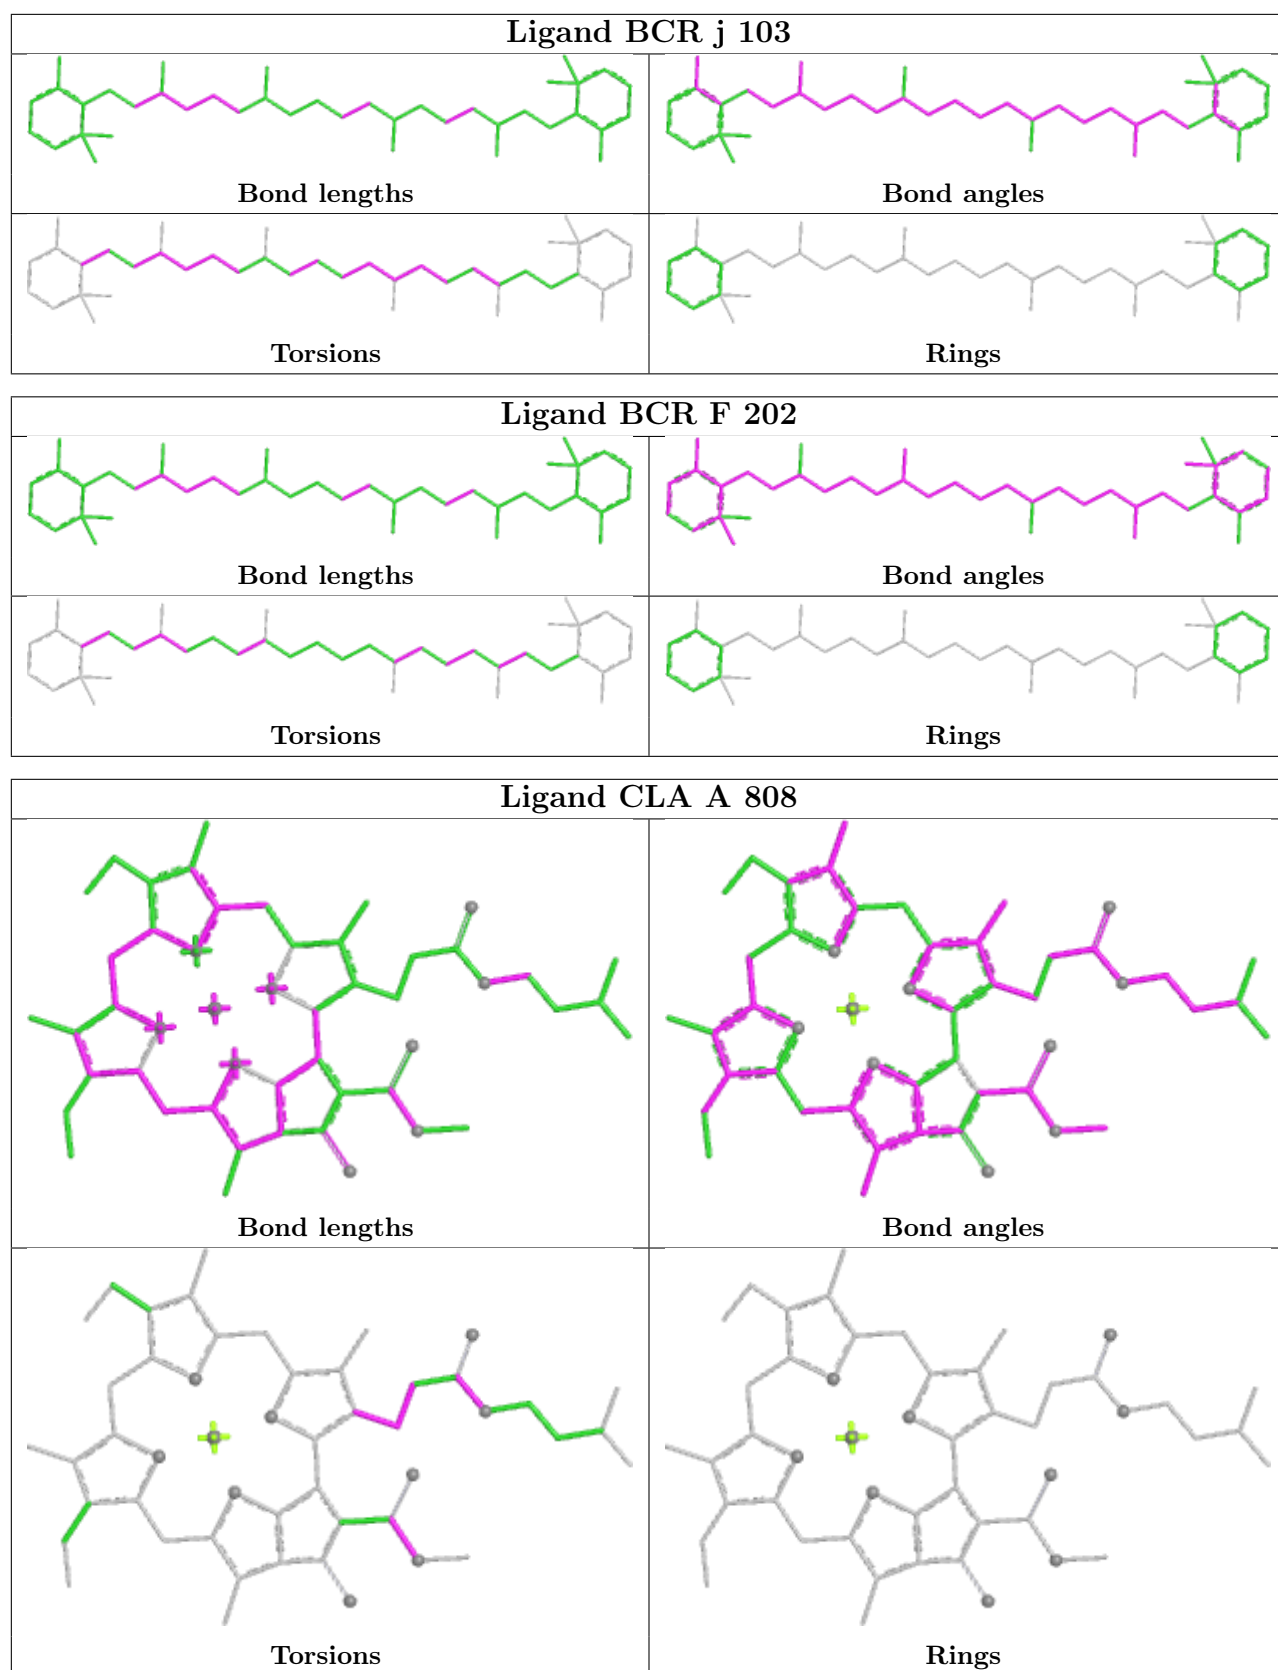 Ligand BCR j 103
Bond lengths
Bond angles
Torsions
Rings
Ligand BCR F 202
Bond lengths
Bond angles
Torsions
Rings
Ligand CLA A 808
Bond lengths
Bond angles
Torsions
Rings